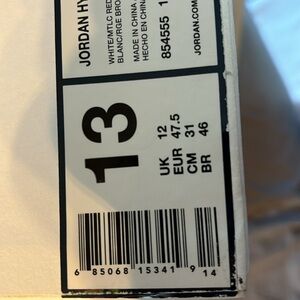 JORDAN HY
WHITE/MTLC RED
BLANC/RGE BRO
MADE IN CHINA
HECHO EN CHINA
854555 1
JORDAN.COM
13
UK 12
EUR 47.5
CM 31
BR 46
6 85068 15341 9 14